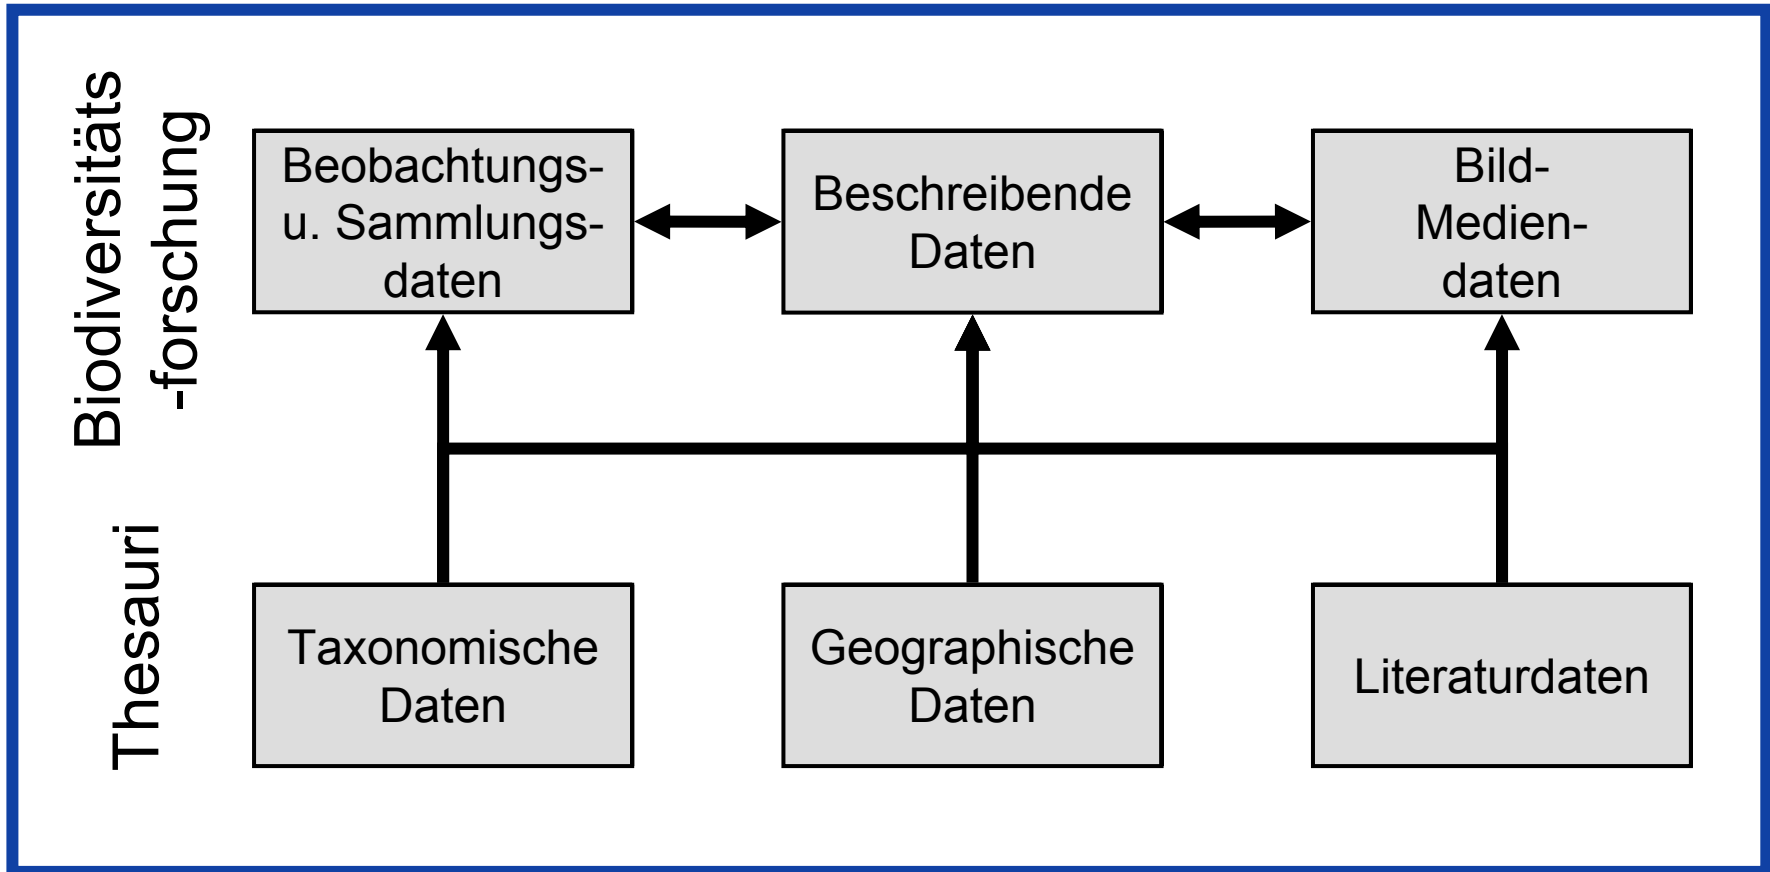 Biodiversitäts
-forschung
Beobachtungs-
u. Sammlungs-
daten
Beschreibende
Daten
Bild-
Medien-
daten
Thesauri
Taxonomische
Daten
Geographische
Daten
Literaturdaten